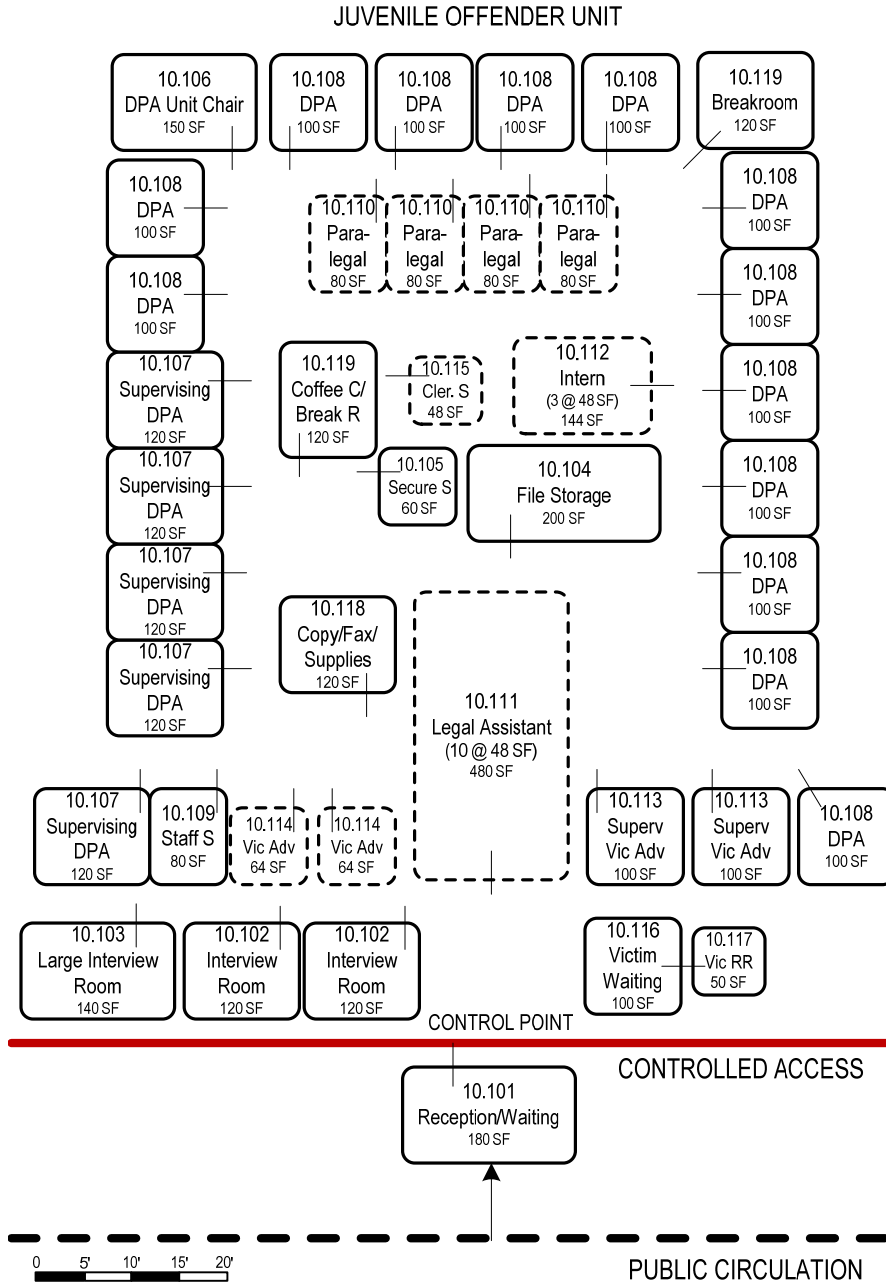 JUVENILE OFFENDER UNIT
10.106
DPA Unit Chair
150 SF
10.108
DPA
100 SF
10.108
DPA
100 SF
10.108
DPA
100 SF
10.108
DPA
100 SF
10.119
Breakroom
120 SF
10.108
DPA
100 SF
10.110
Para-
legal
80 SF
10.110
Para-
legal
80 SF
10.110
Para-
legal
80 SF
10.110
Para-
legal
80 SF
10.108
DPA
100 SF
10.108
DPA
100 SF
10.108
DPA
100 SF
10.107
Supervising
DPA
120 SF
10.119
Coffee C/
Break R
120 SF
10.115
Cler. S
48 SF
10.112
Intern
(3 @ 48 SF)
144 SF
10.108
DPA
100 SF
10.107
Supervising
DPA
120 SF
10.105
Secure S
60 SF
10.104
File Storage
200 SF
10.108
DPA
100 SF
10.107
Supervising
DPA
120 SF
10.108
DPA
100 SF
10.107
Supervising
DPA
120 SF
10.118
Copy/Fax/
Supplies
120 SF
10.111
Legal Assistant
(10 @ 48 SF)
480 SF
10.108
DPA
100 SF
10.107
Supervising
DPA
120 SF
10.109
Staff S
80 SF
10.114
Vic Adv
64 SF
10.114
Vic Adv
64 SF
10.113
Superv
Vic Adv
100 SF
10.113
Superv
Vic Adv
100 SF
10.108
DPA
100 SF
10.103
Large Interview
Room
140 SF
10.102
Interview
Room
120 SF
10.102
Interview
Room
120 SF
10.116
Victim
Waiting
100 SF
10.117
Vic RR
50 SF
CONTROL POINT
CONTROLLED ACCESS
10.101
Reception/Waiting
180 SF
0 5' 10' 15' 20'
PUBLIC CIRCULATION